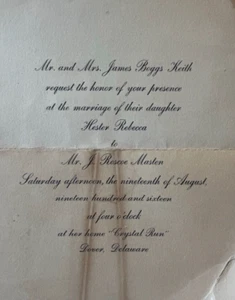 Mr. and Mrs. James Boggs Keith
request the honor of your presence
at the marriage of their daughter
Hester Rebecca
to
Mr. J. Roscoe Masten
Saturday afternoon, the nineteenth of August,
nineteen hundred and sixteen
at four o'clock
at her home "Crystal Run"
Dover, Delaware